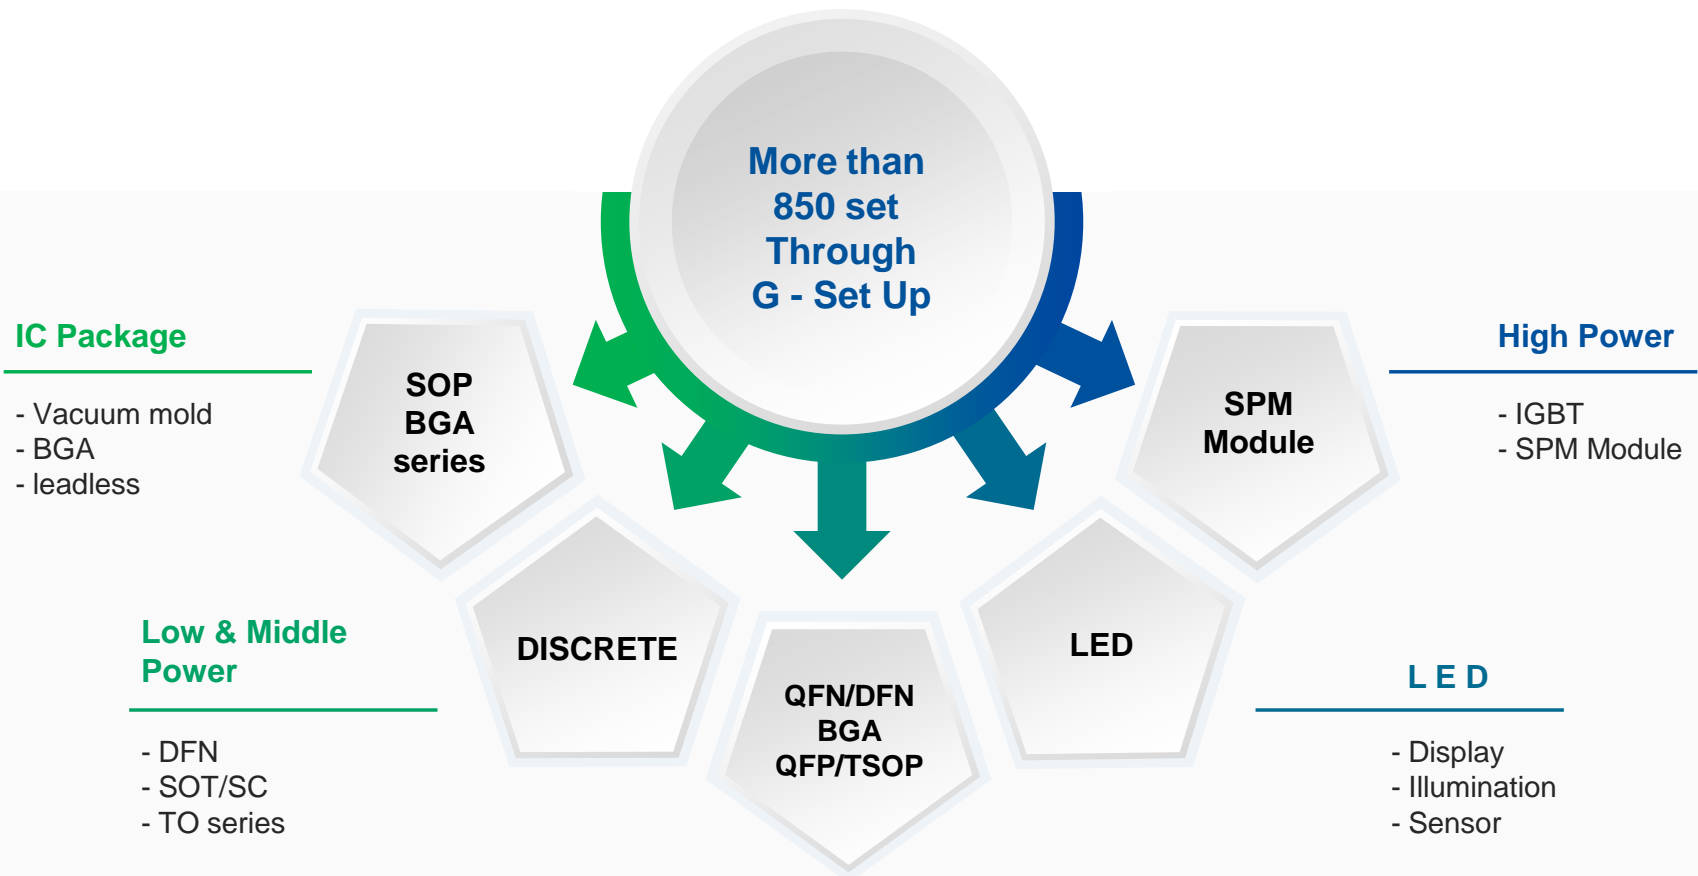 More than
850 set
Through
G - Set Up
IC Package
- Vacuum mold
- BGA
- leadless
SOP
BGA
series
Low & Middle
Power
- DFN
- SOT/SC
- TO series
DISCRETE
QFN/DFN
BGA
QFP/TSOP
LED
L E D
- Display
- Illumination
- Sensor
SPM
Module
High Power
- IGBT
- SPM Module